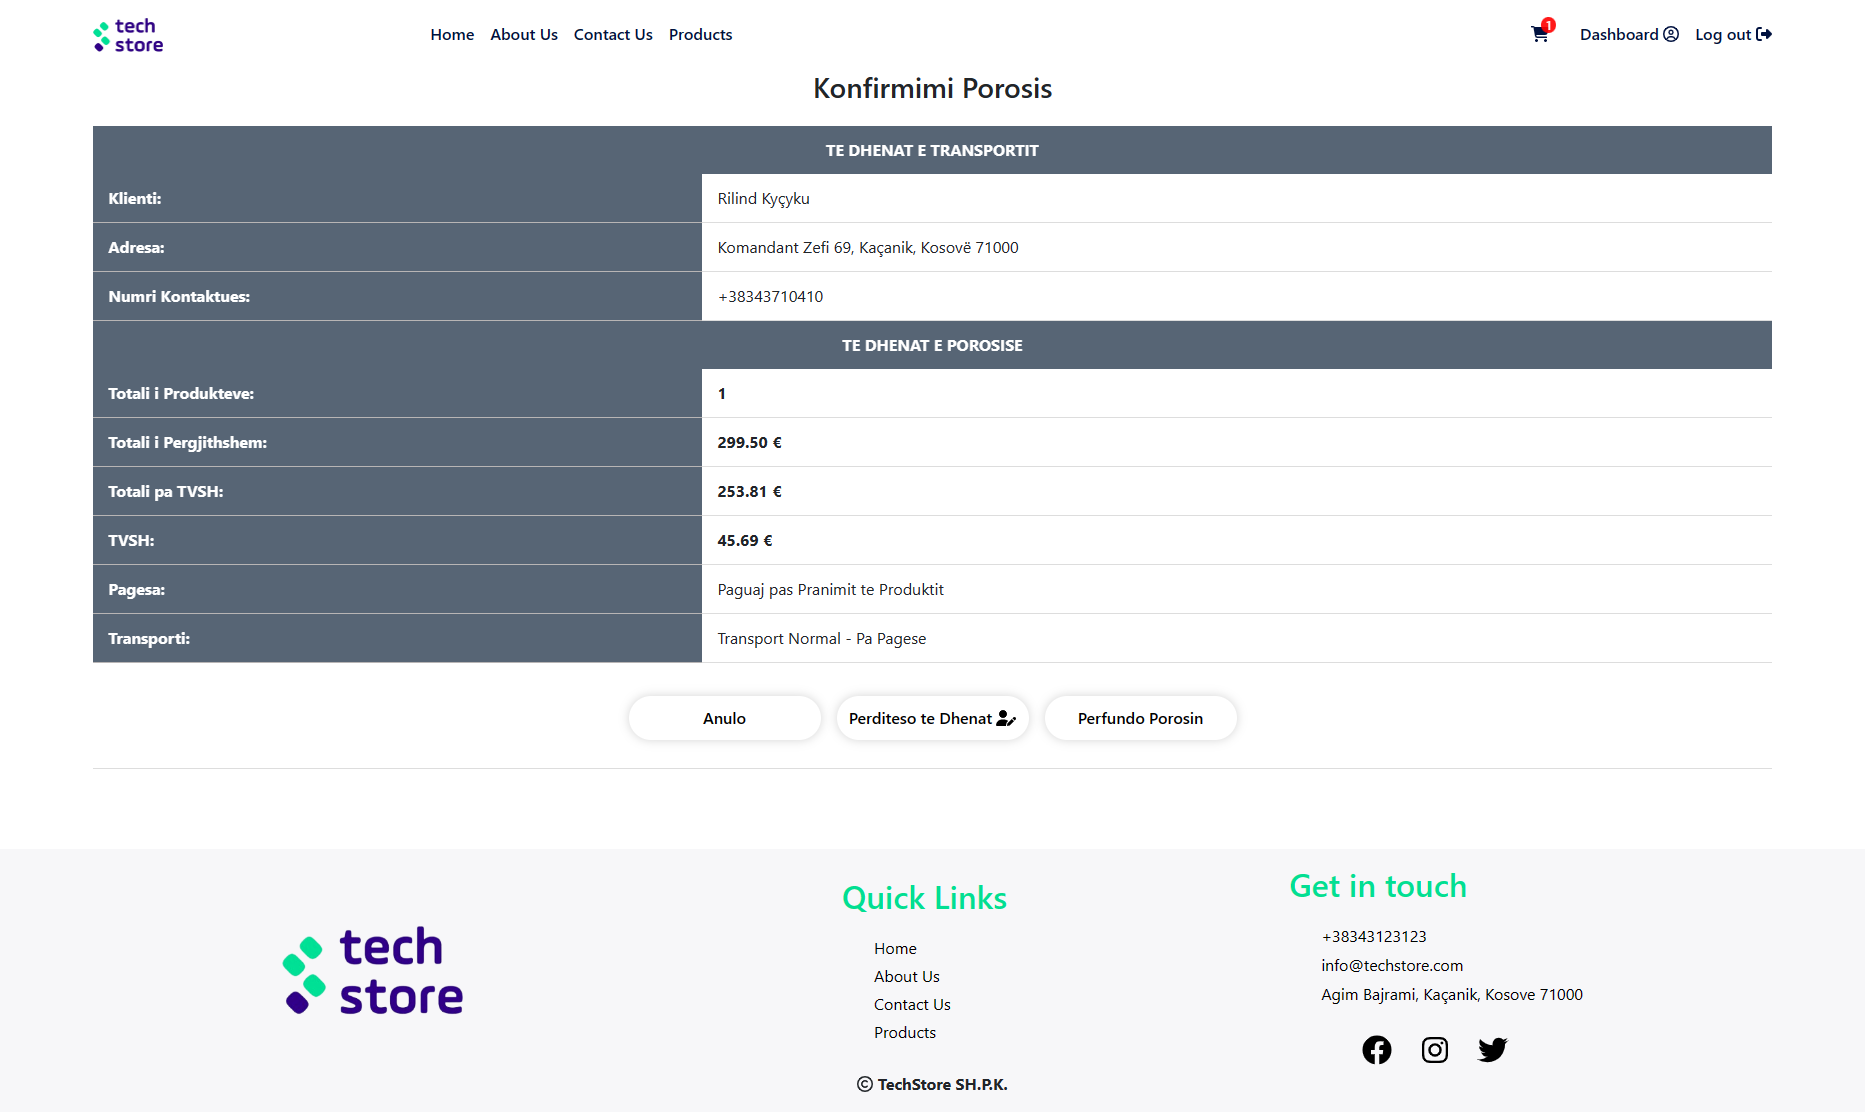 tech
store
Home About Us Contact Us Products
1
Dashboard Log out
Konfirmimi Porosis
TE DHENAT E TRANSPORTIT
Klienti: Rilind Kyçyku
Adresa: Komandant Zefi 69, Kaçanik, Kosovë 71000
Numri Kontaktues: +38343710410
TE DHENAT E POROSISE
Totali i Produkteve: 1
Totali i Pergjithshem: 299.50 €
Totali pa TVSH: 253.81 €
TVSH: 45.69 €
Pagesa: Paguaj pas Pranimit te Produktit
Transporti: Transport Normal - Pa Pagese
Anulo Perditeso te Dhenat Perfundo Porosin
tech
store
Quick Links
Home
About Us
Contact Us
Products
© TechStore SH.P.K.
Get in touch
+38343123123
info@techstore.com
Agim Bajrami, Kaçanik, Kosove 71000